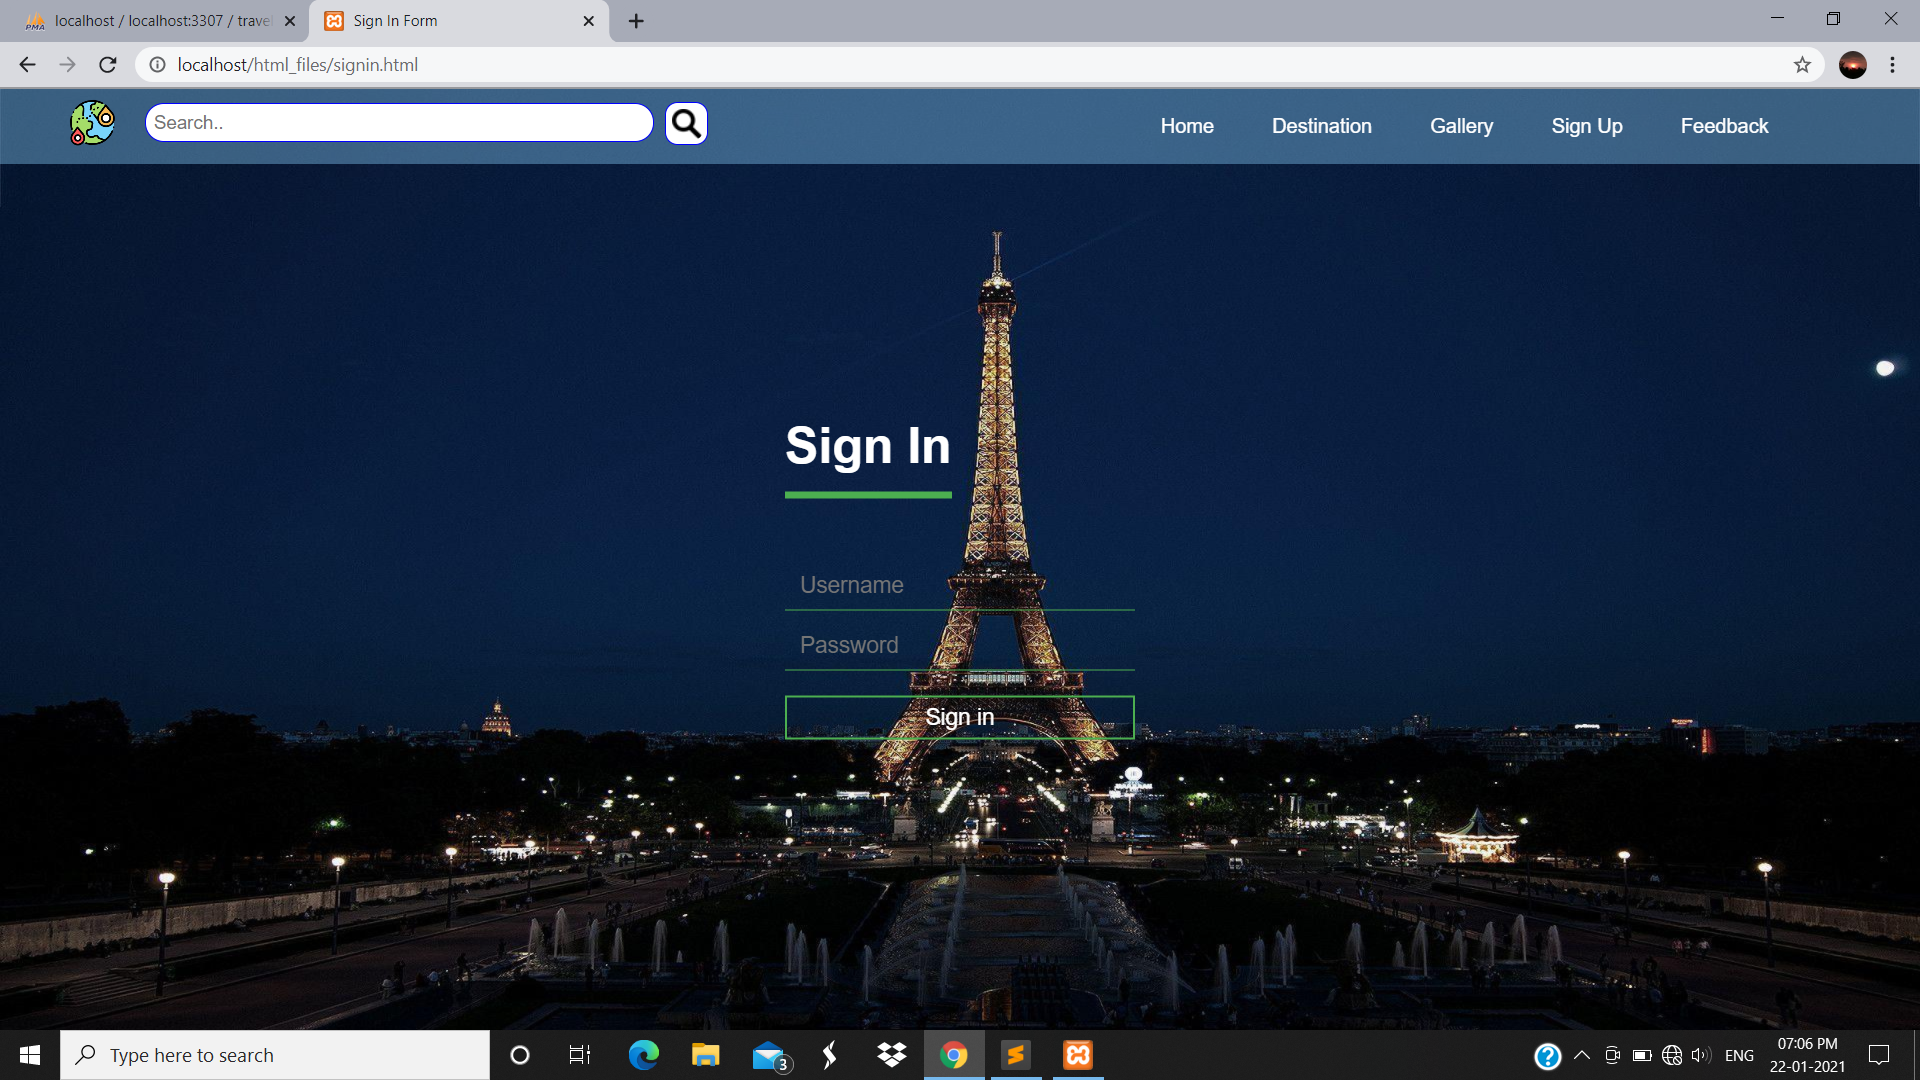 localhost / localhost:3307 / trave
Sign In Form
localhost/html_files/signin.html
Search..
Home
Destination
Gallery
Sign Up
Feedback
Sign In
Username
Password
Sign in
Type here to search
3
ENG
07:06 PM
22-01-2021